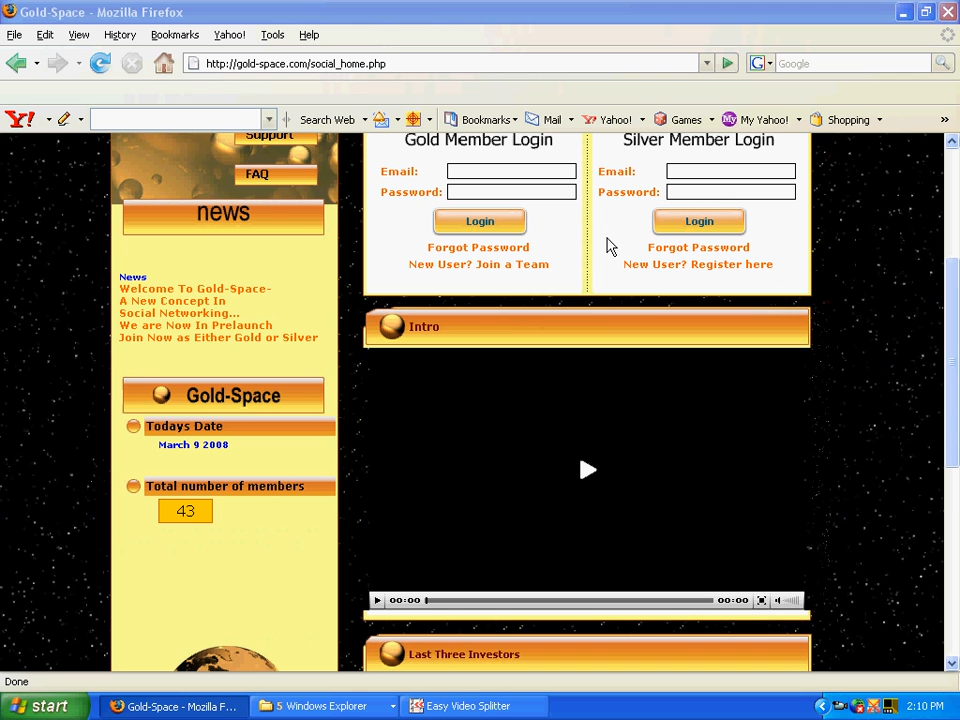 Gold-Space - Mozilla Firefox
File Edit View History Bookmarks Yahoo! Tools Help
http://gold-space.com/social_home.php
G Google
Y! Search Web Bookmarks Mail Yahoo! Games My Yahoo! Shopping »
Support
FAQ
news
News
Welcome To Gold-Space-
A New Concept In
Social Networking...
We are Now In Prelaunch
Join Now as Either Gold or Silver
Gold-Space
Todays Date
March 9 2008
Total number of members
43
Gold Member Login
Email:
Password:
Login
Forgot Password
New User? Join a Team
Silver Member Login
Email:
Password:
Login
Forgot Password
New User? Register here
Intro
00:00 00:00
Last Three Investors
Done
start Gold-Space - Mozilla F... 5 Windows Explorer Easy Video Splitter 2:10 PM